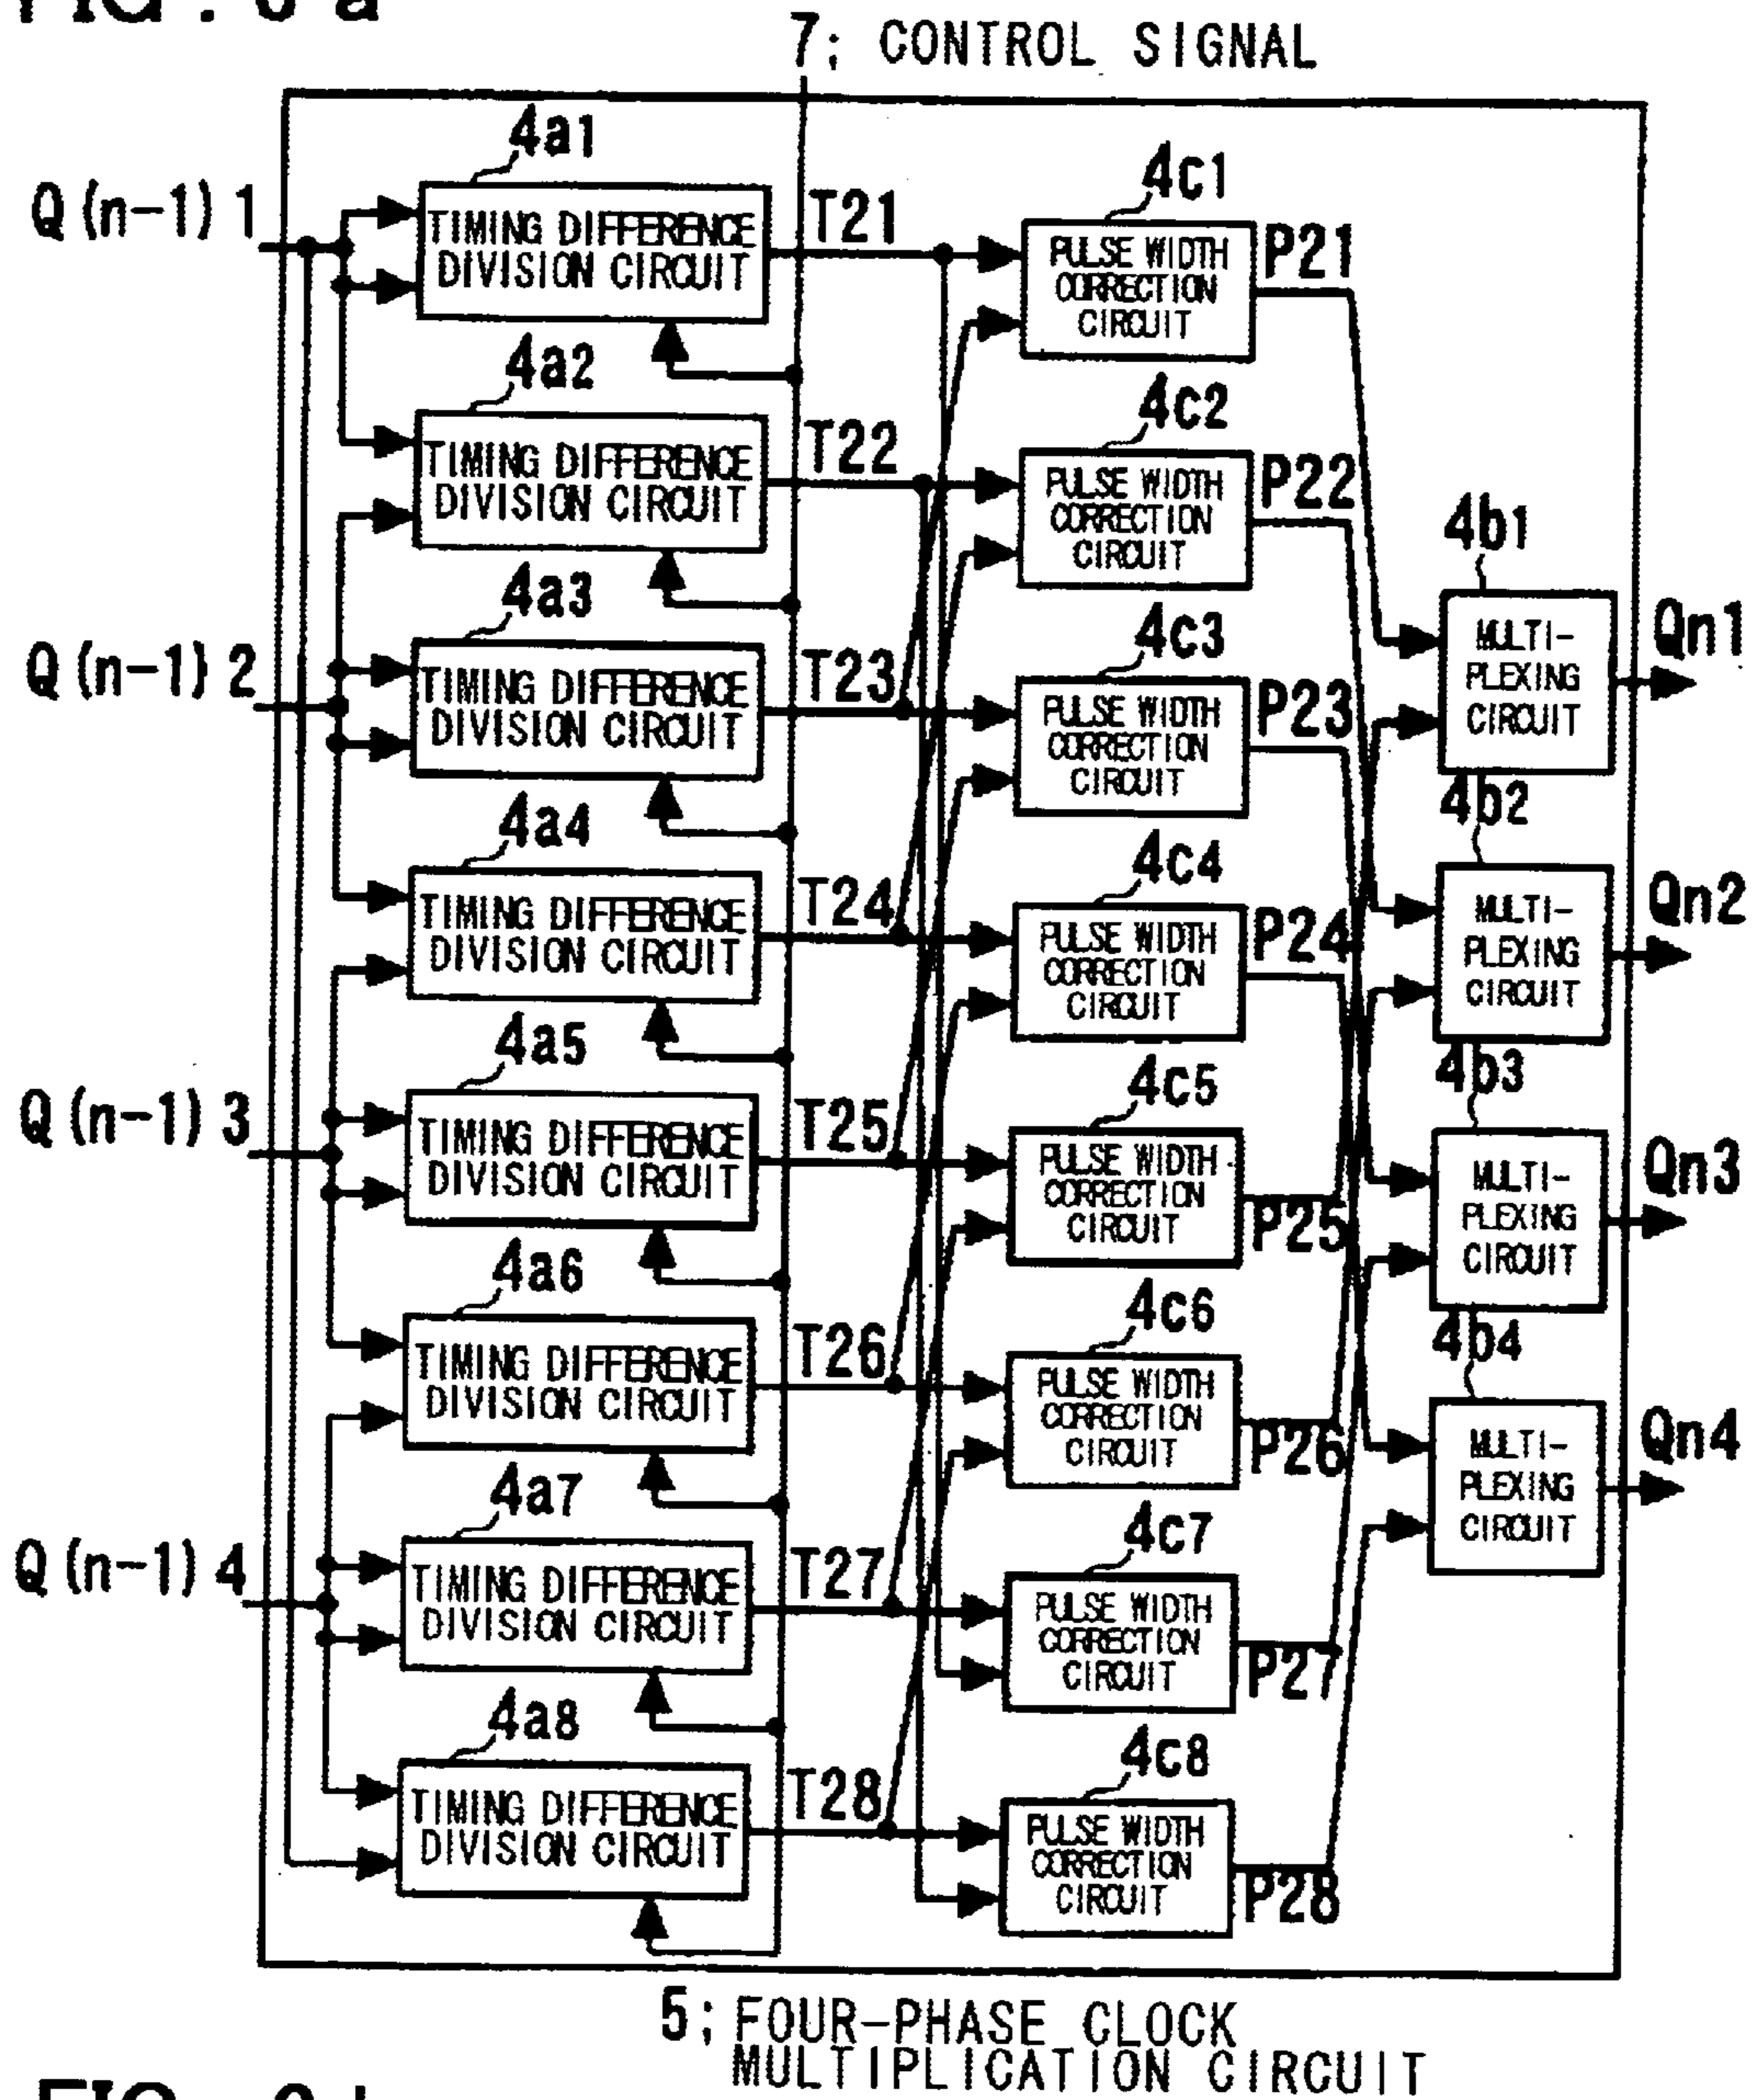 7; CONTROL SIGNAL
4a1
Q(n-1)1
TIMING DIFFERENCE
DIVISION CIRCUIT
T21
4c1
PULSE WIDTH
CORRECTION
CIRCUIT
P21
4a2
TIMING DIFFERENCE
DIVISION CIRCUIT
T22
4c2
PULSE WIDTH
CORRECTION
CIRCUIT
P22
4b1
MULTI-
PLEXING
CIRCUIT
Qn1
4a3
Q(n-1)2
TIMING DIFFERENCE
DIVISION CIRCUIT
T23
4c3
PULSE WIDTH
CORRECTION
CIRCUIT
P23
4b2
MULTI-
PLEXING
CIRCUIT
Qn2
4a4
TIMING DIFFERENCE
DIVISION CIRCUIT
T24
4c4
PULSE WIDTH
CORRECTION
CIRCUIT
P24
4b3
MULTI-
PLEXING
CIRCUIT
Qn3
4a5
Q(n-1)3
TIMING DIFFERENCE
DIVISION CIRCUIT
T25
4c5
PULSE WIDTH
CORRECTION
CIRCUIT
P25
4a6
TIMING DIFFERENCE
DIVISION CIRCUIT
T26
4c6
PULSE WIDTH
CORRECTION
CIRCUIT
P26
4b4
MULTI-
PLEXING
CIRCUIT
Qn4
4a7
Q(n-1)4
TIMING DIFFERENCE
DIVISION CIRCUIT
T27
4c7
PULSE WIDTH
CORRECTION
CIRCUIT
P27
4a8
TIMING DIFFERENCE
DIVISION CIRCUIT
T28
4c8
PULSE WIDTH
CORRECTION
CIRCUIT
P28
5; FOUR-PHASE CLOCK
MULTIPLICATION CIRCUIT